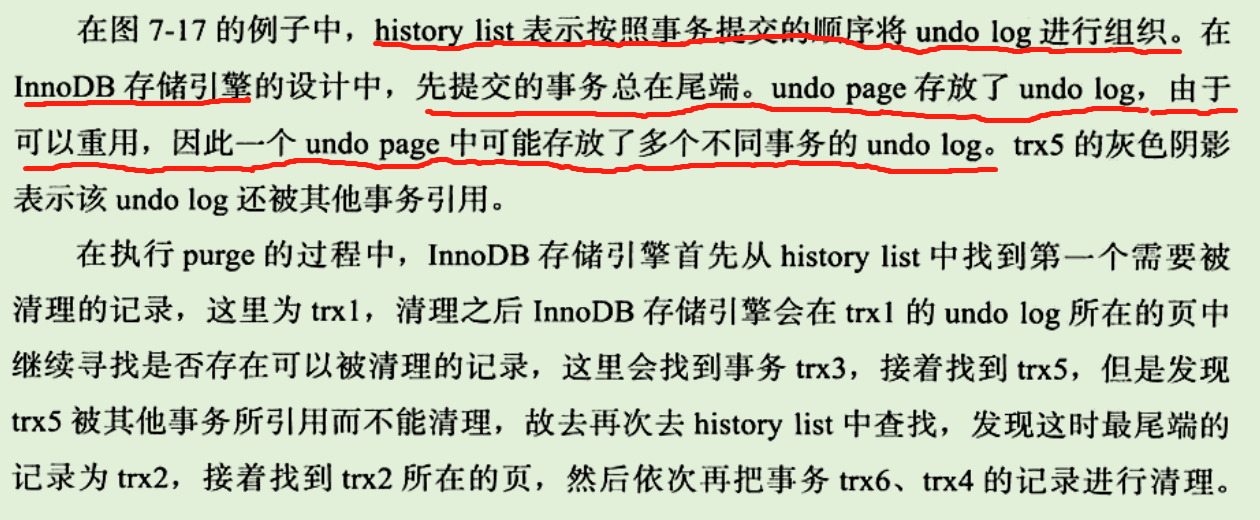 在图 7-17 的例子中，history list 表示按照事务提交的顺序将 undo log 进行组织。在
InnoDB 存储引擎的设计中，先提交的事务总在尾端。undo page 存放了 undo log，由于
可以重用，因此一个 undo page 中可能存放了多个不同事务的 undo log。trx5 的灰色阴影
表示该 undo log 还被其他事务引用。
在执行 purge 的过程中，InnoDB 存储引擎首先从 history list 中找到第一个需要被
清理的记录，这里为 trx1，清理之后 InnoDB 存储引擎会在 trx1 的 undo log 所在的页中
继续寻找是否存在可以被清理的记录，这里会找到事务 trx3，接着找到 trx5，但是发现
trx5 被其他事务所引用而不能清理，故去再次去 history list 中查找，发现这时最尾端的
记录为 trx2，接着找到 trx2 所在的页，然后依次再把事务 trx6、trx4 的记录进行清理。